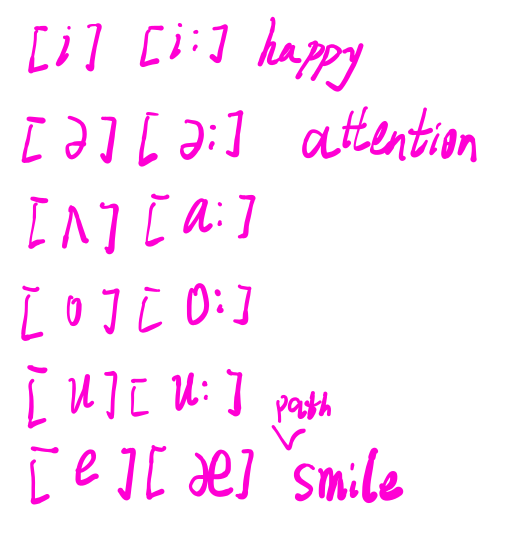 [i] [i:] happy
[ə] [ə:] attention
[ʌ] [a:]
[o] [o:]
[u] [u:]
path
[e] [æ] smile